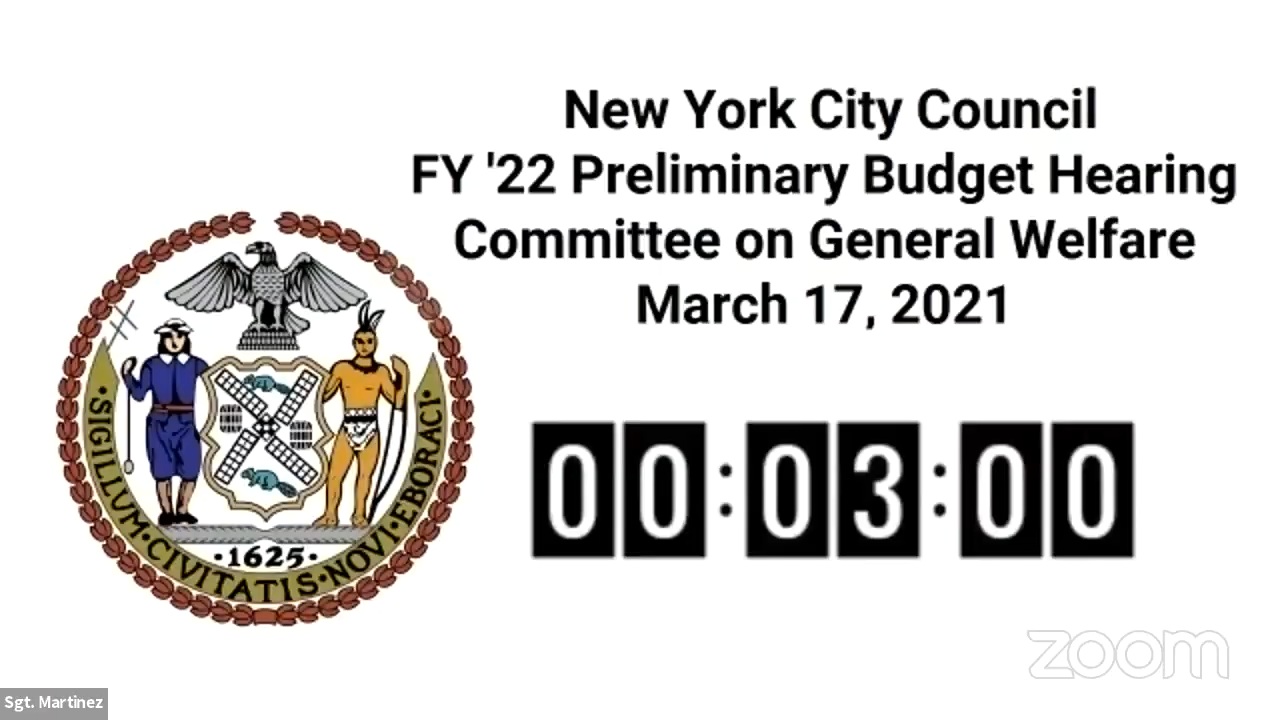 New York City Council
FY '22 Preliminary Budget Hearing
Committee on General Welfare
March 17, 2021
00:03:00
·SIGILLUM·CIVITATIS·NOVI·EBORACI·
·1625·
zoom
Sgt. Martinez